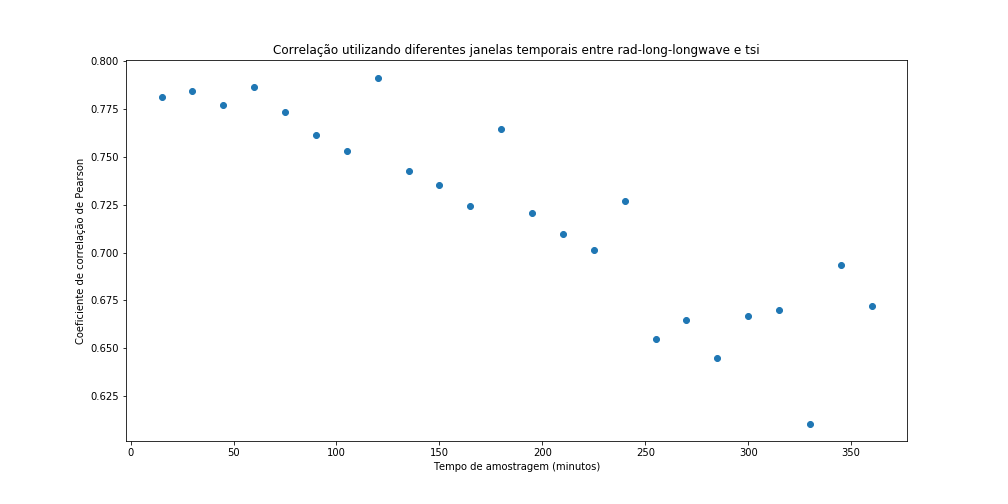 Correlação utilizando diferentes janelas temporais entre rad-long-longwave e tsi
Coeficiente de correlação de Pearson
0.800
0.775
0.750
0.725
0.700
0.675
0.650
0.625
0 50 100 150 200 250 300 350
Tempo de amostragem (minutos)